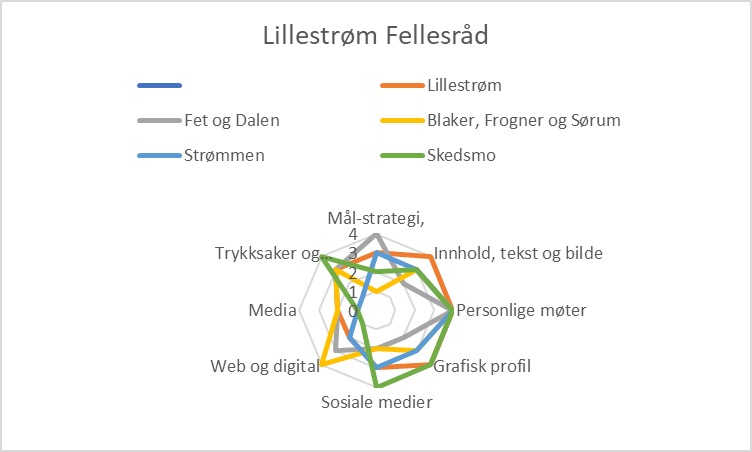 Lillestrøm Fellesråd
Lillestrøm
Fet og Dalen
Blaker, Frogner og Sørum
Strømmen
Skedsmo
Mål-strategi,
4
3
2
1
0
Trykksaker og
Innhold, tekst og bilde
Media
Personlige møter
Web og digital
Grafisk profil
Sosiale medier